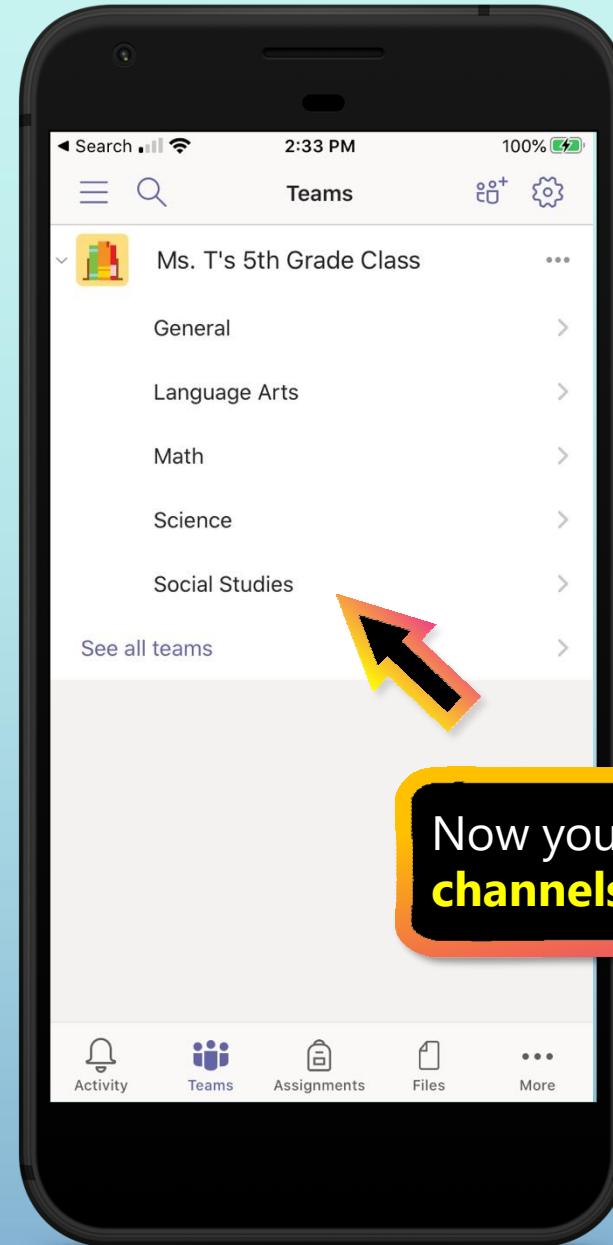 ◄ Search 2:33 PM 100%
Teams
Ms. T's 5th Grade Class
General
Language Arts
Math
Science
Social Studies
See all teams
Now you
channels
Activity Teams Assignments Files More